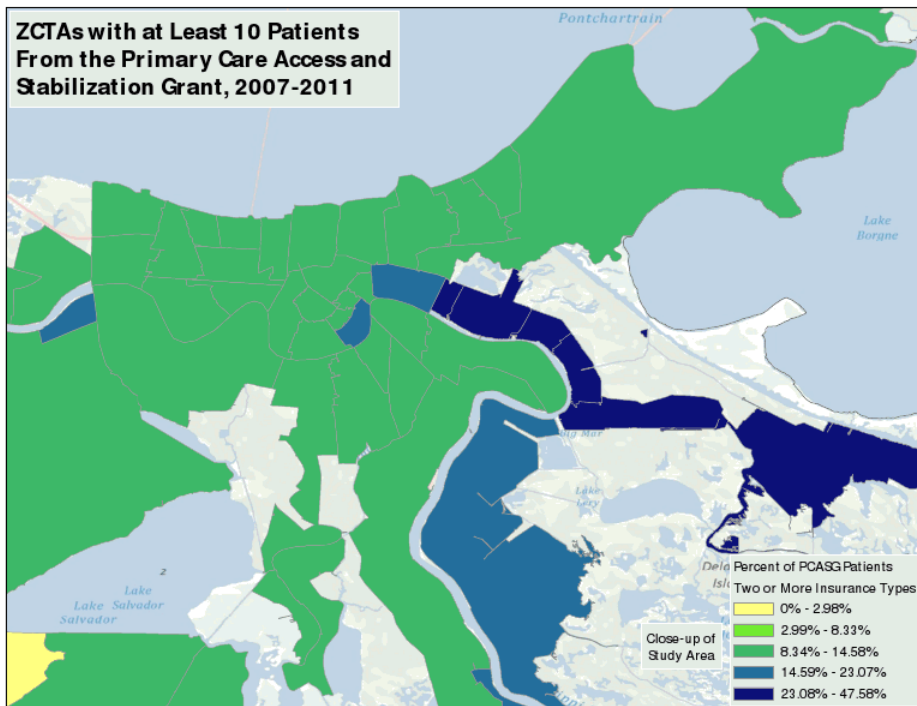 ZCTAs with at Least 10 Patients
From the Primary Care Access and
Stabilization Grant, 2007-2011
Pontchartrain
Lake
Borgne
Big Mar
Lake
Lery
Lake
Salvador
Lake
Salvador
Close-up of
Study Area
Percent of PCASG Patients
Two or More Insurance Types
0% - 2.98%
2.99% - 8.33%
8.34% - 14.58%
14.59% - 23.07%
23.08% - 47.58%